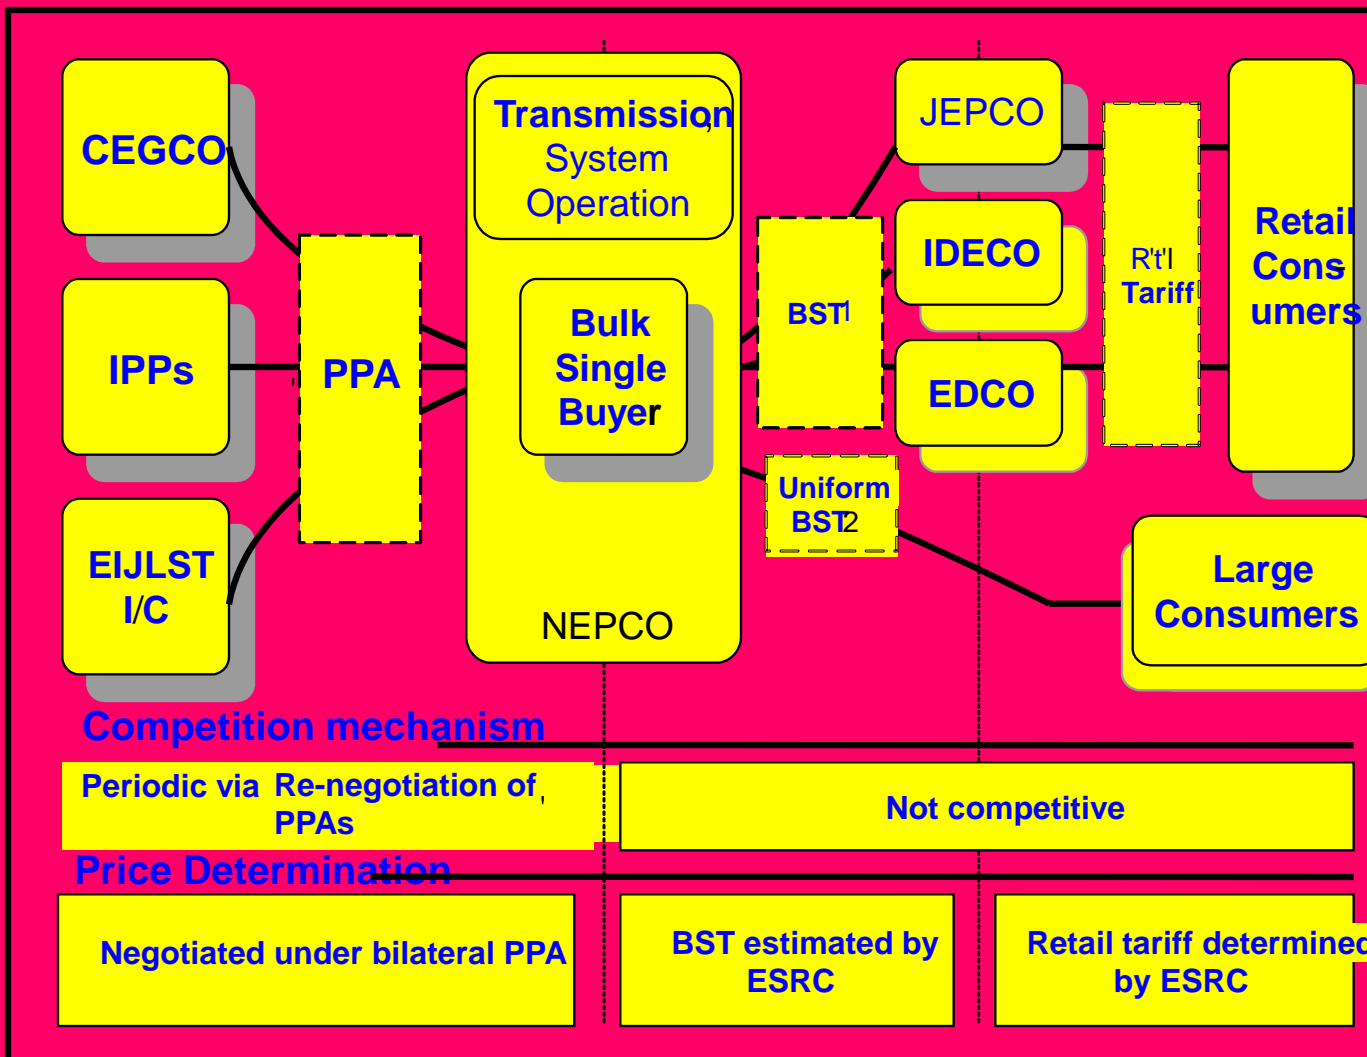 CEGCO
IPPs
EIJLST
I/C
PPA
Transmission,
System
Operation
Bulk
Single
Buyer
NEPCO
BST1
Uniform
BST2
JEPCO
IDECO
EDCO
R't'l
Tariff
Retail
Cons-
umers
Large
Consumers
Competition mechanism
Periodic via Re-negotiation of
PPAs
Not competitive
Price Determination
Negotiated under bilateral PPA
BST estimated by
ESRC
Retail tariff determined
by ESRC